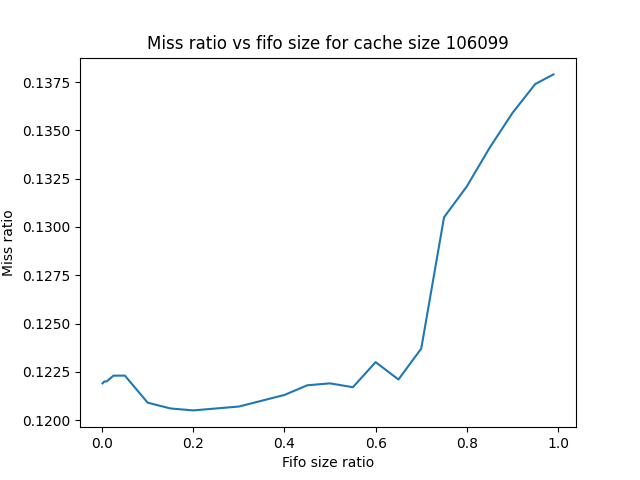 Miss ratio vs fifo size for cache size 106099
0.1375
0.1350
0.1325
0.1300
0.1275
0.1250
0.1225
0.1200
Miss ratio
0.0 0.2 0.4 0.6 0.8 1.0
Fifo size ratio